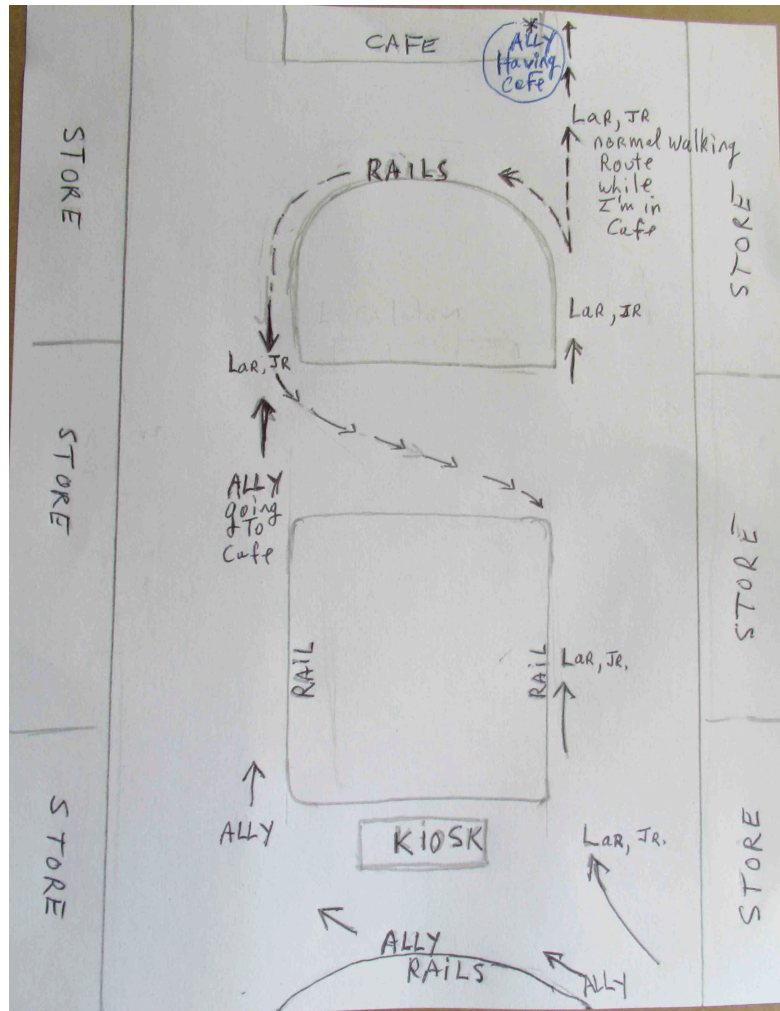 CAFE
*
ALLY
Having
CaFe
LaR, JR
normal walking
Route
while
I'm in
Cafe
RAiLS
STORE
STORE
LaR, JR
LaR, JR
STORE
ALLY
going
To
Cafe
STORE
RAiL
RAiL
LaR, JR.
ALLY
KiOSK
LaR, JR.
STORE
STORE
ALLY
RAiLS
ALLY